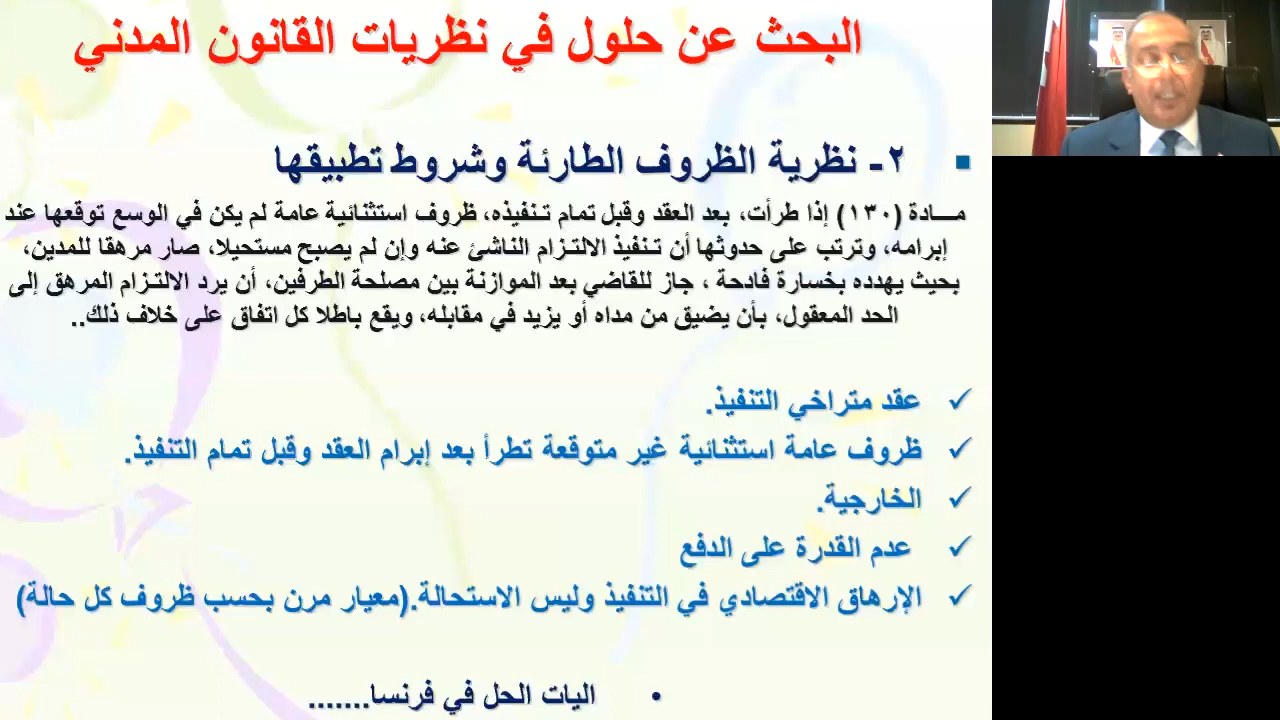 البحث عن حلول في نظريات القانون المدني
٢- نظرية الظروف الطارئة وشروط تطبيقها
مـــادة (١٣٠) إذا طرأت، بعد العقد وقبل تمام تـنفيذه، ظروف استثنائية عامة لم يكن في الوسع توقعها عند
إبرامه، وترتب على حدوثها أن تـنفيذ الالتـزام الناشئ عنه وإن لم يصبح مستحيلا، صار مرهقا للمدين،
بحيث يهدده بخسارة فادحة ، جاز للقاضي بعد الموازنة بين مصلحة الطرفين، أن يرد الالتـزام المرهق إلى
الحد المعقول، بأن يضيق من مداه أو يزيد في مقابله، ويقع باطلا كل اتفاق على خلاف ذلك..
✓ عقد متراخي التنفيذ.
✓ ظروف عامة استثنائية غير متوقعة تطرأ بعد إبرام العقد وقبل تمام التنفيذ.
✓ الخارجية.
✓ عدم القدرة على الدفع
✓ الإرهاق الاقتصادي في التنفيذ وليس الاستحالة.(معيار مرن بحسب ظروف كل حالة)
• اليات الحل في فرنسا.......